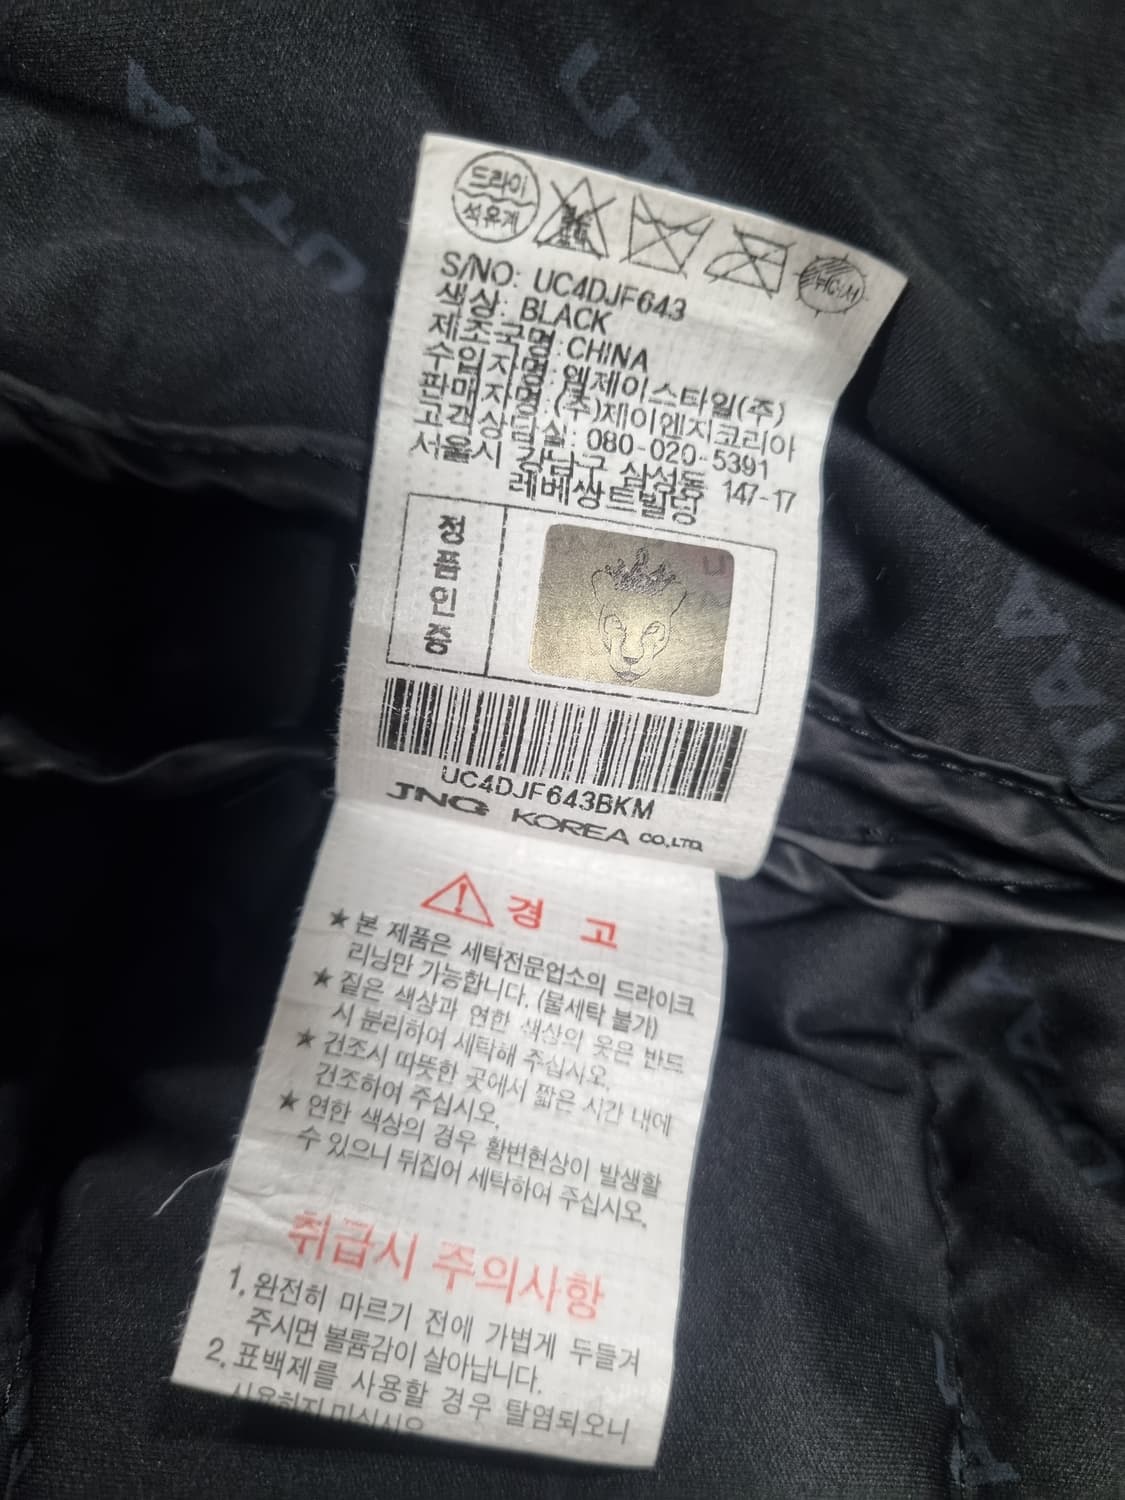 드라이
석유계
S/NO: UC4DJF643
색상: BLACK
제조국명:CHINA
수입자명: 엠제이스타일(주)
판매자명:(주)제이엔지코리아
고객상담실: 080-020-5391
서울시 강남구 삼성동 147-17
레베쌍트빌딩
정품인증
UC4DJF643BKM
JNG KOREA CO.,LTD.
경 고
★본 제품은 세탁전문업소의 드라이크
리닝만 가능합니다. (물세탁 불가)
★짙은 색상과 연한 색상의 옷은 반드
시 분리하여 세탁해 주십시오.
★건조시 따뜻한 곳에서 짧은 시간 내에
건조하여 주십시오.
★연한 색상의 경우 황변현상이 발생할
수 있으니 뒤집어 세탁하여 주십시오.
취급시 주의사항
1. 완전히 마르기 전에 가볍게 두들겨
주시면 볼륨감이 살아납니다.
2. 표백제를 사용할 경우 탈염되오니
사용하지 마십시오
UTAA
UTAA